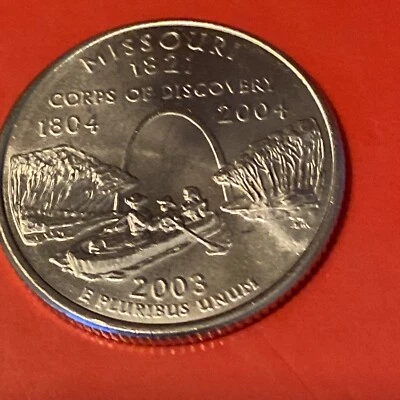 MISSOURI
1821
CORPS OF DISCOVERY
1804 2004
2003
E PLURIBUS UNUM